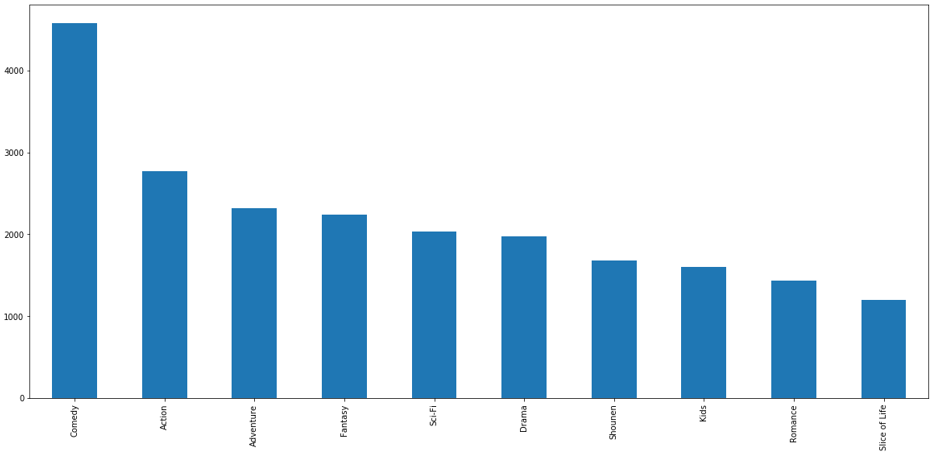 4000
3000
2000
1000
0
Comedy
Action
Adventure
Fantasy
Sci-Fi
Drama
Shounen
Kids
Romance
Slice of Life